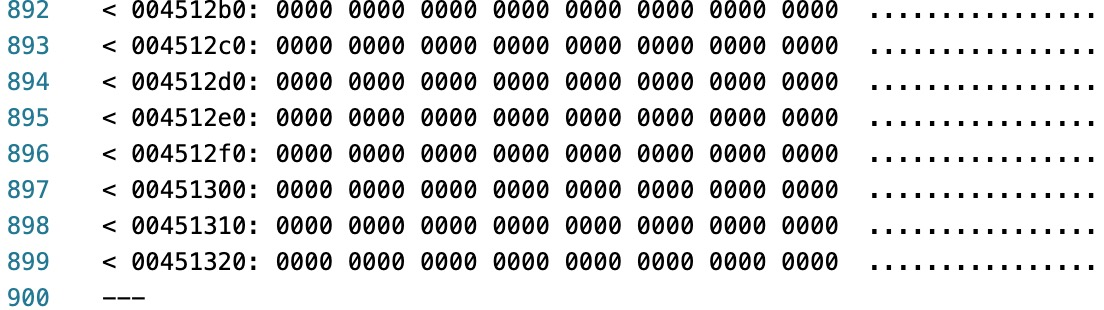 892 < 004512b0: 0000 0000 0000 0000 0000 0000 0000 0000 ................
893 < 004512c0: 0000 0000 0000 0000 0000 0000 0000 0000 ................
894 < 004512d0: 0000 0000 0000 0000 0000 0000 0000 0000 ................
895 < 004512e0: 0000 0000 0000 0000 0000 0000 0000 0000 ................
896 < 004512f0: 0000 0000 0000 0000 0000 0000 0000 0000 ................
897 < 00451300: 0000 0000 0000 0000 0000 0000 0000 0000 ................
898 < 00451310: 0000 0000 0000 0000 0000 0000 0000 0000 ................
899 < 00451320: 0000 0000 0000 0000 0000 0000 0000 0000 ................
900 ---